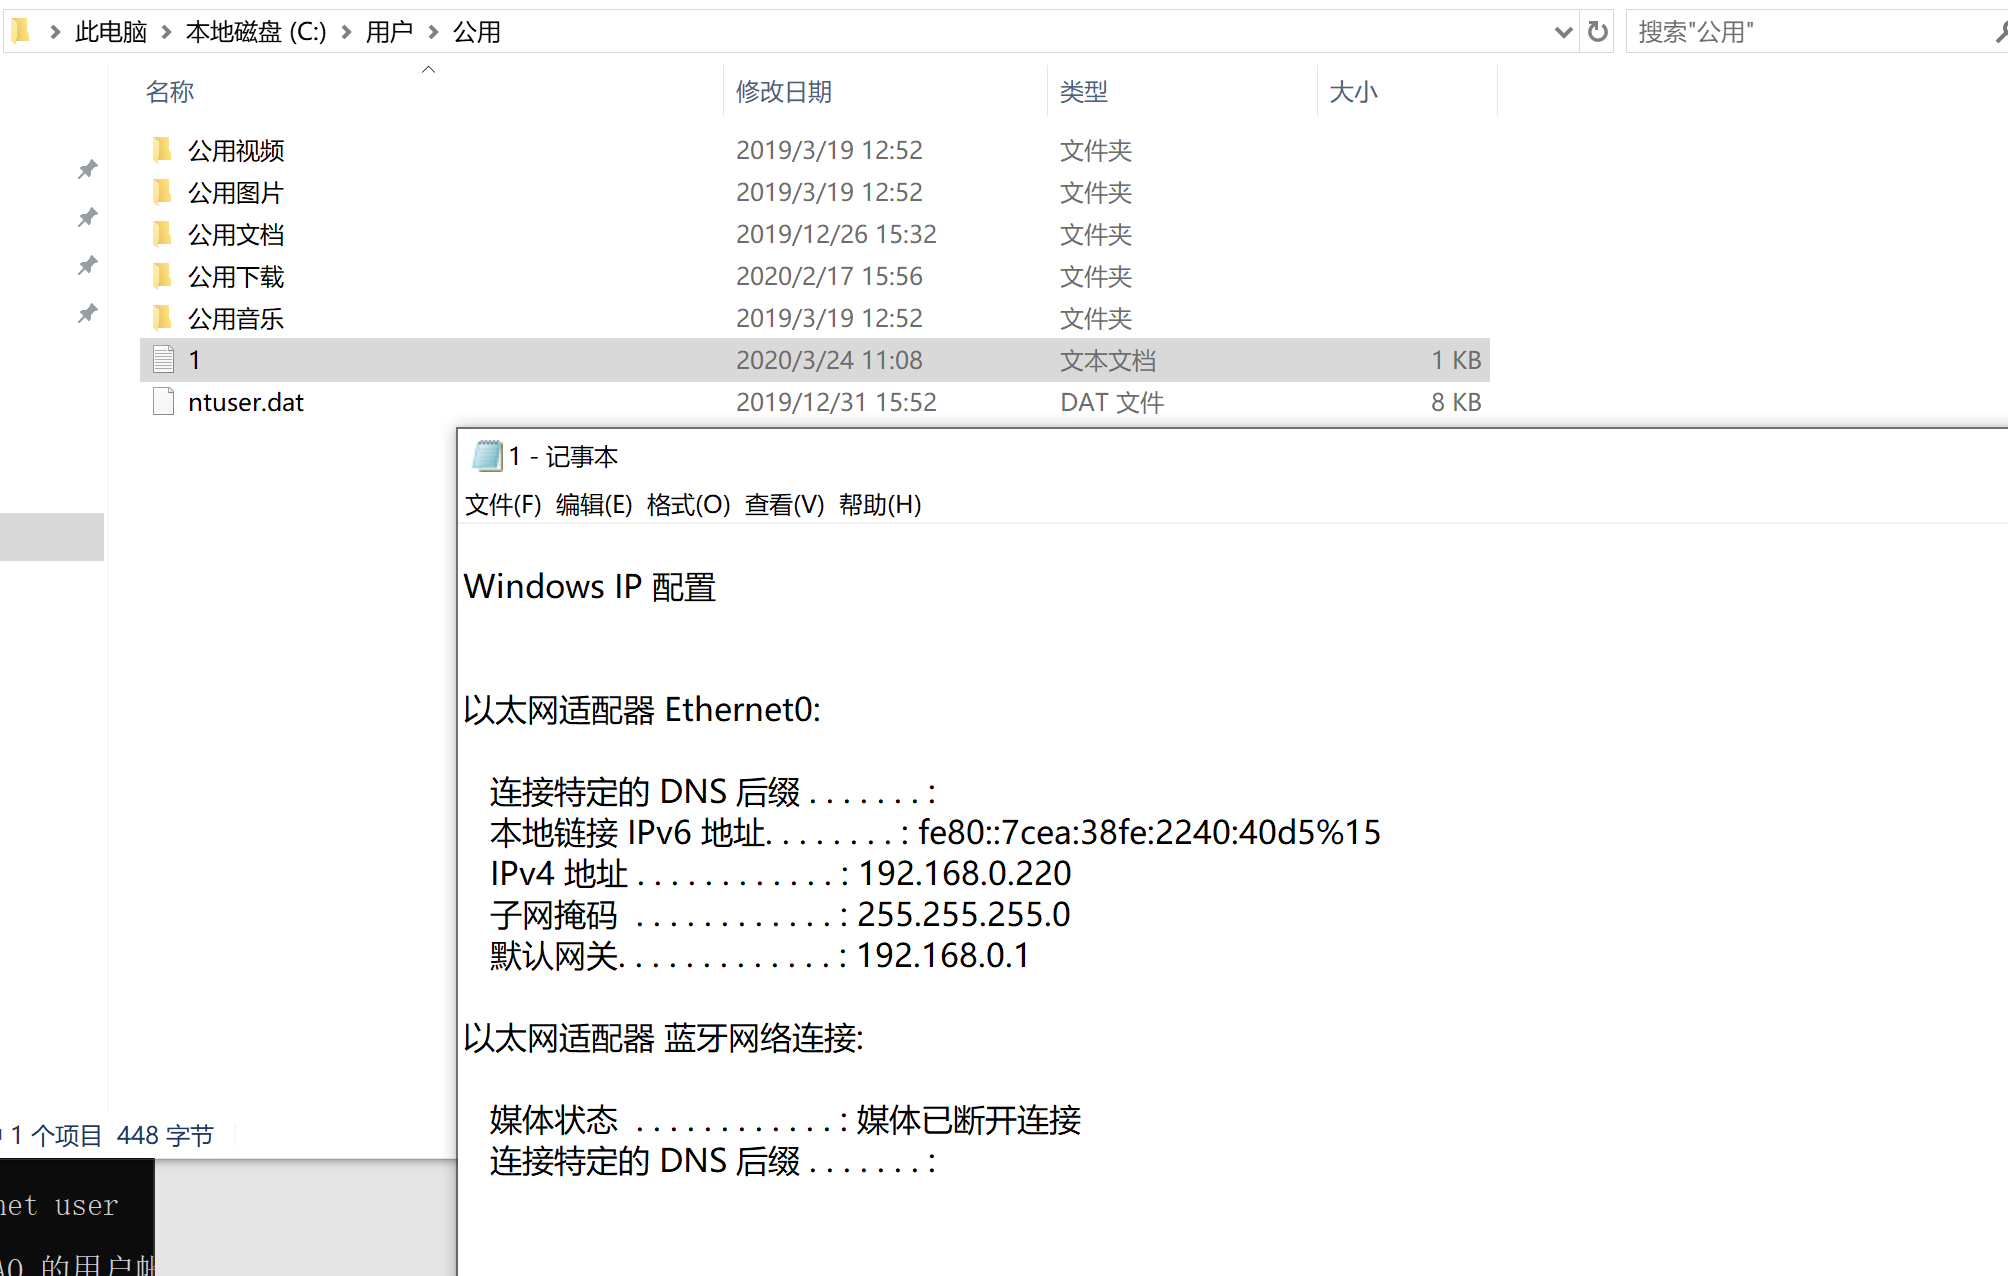 此电脑 本地磁盘 (C:) 用户 公用 搜索"公用"
名称 修改日期 类型 大小
公用视频 2019/3/19 12:52 文件夹
公用图片 2019/3/19 12:52 文件夹
公用文档 2019/12/26 15:32 文件夹
公用下载 2020/2/17 15:56 文件夹
公用音乐 2019/3/19 12:52 文件夹
1 2020/3/24 11:08 文本文档 1 KB
ntuser.dat 2019/12/31 15:52 DAT 文件 8 KB
1 - 记事本
文件(F) 编辑(E) 格式(O) 查看(V) 帮助(H)
Windows IP 配置
以太网适配器 Ethernet0:
连接特定的 DNS 后缀 . . . . . . . :
本地链接 IPv6 地址. . . . . . . . : fe80::7cea:38fe:2240:40d5%15
IPv4 地址 . . . . . . . . . . . . : 192.168.0.220
子网掩码 . . . . . . . . . . . . : 255.255.255.0
默认网关. . . . . . . . . . . . . : 192.168.0.1
以太网适配器 蓝牙网络连接:
媒体状态 . . . . . . . . . . . . : 媒体已断开连接
连接特定的 DNS 后缀 . . . . . . . :
1 个项目 448 字节
net user
的用户